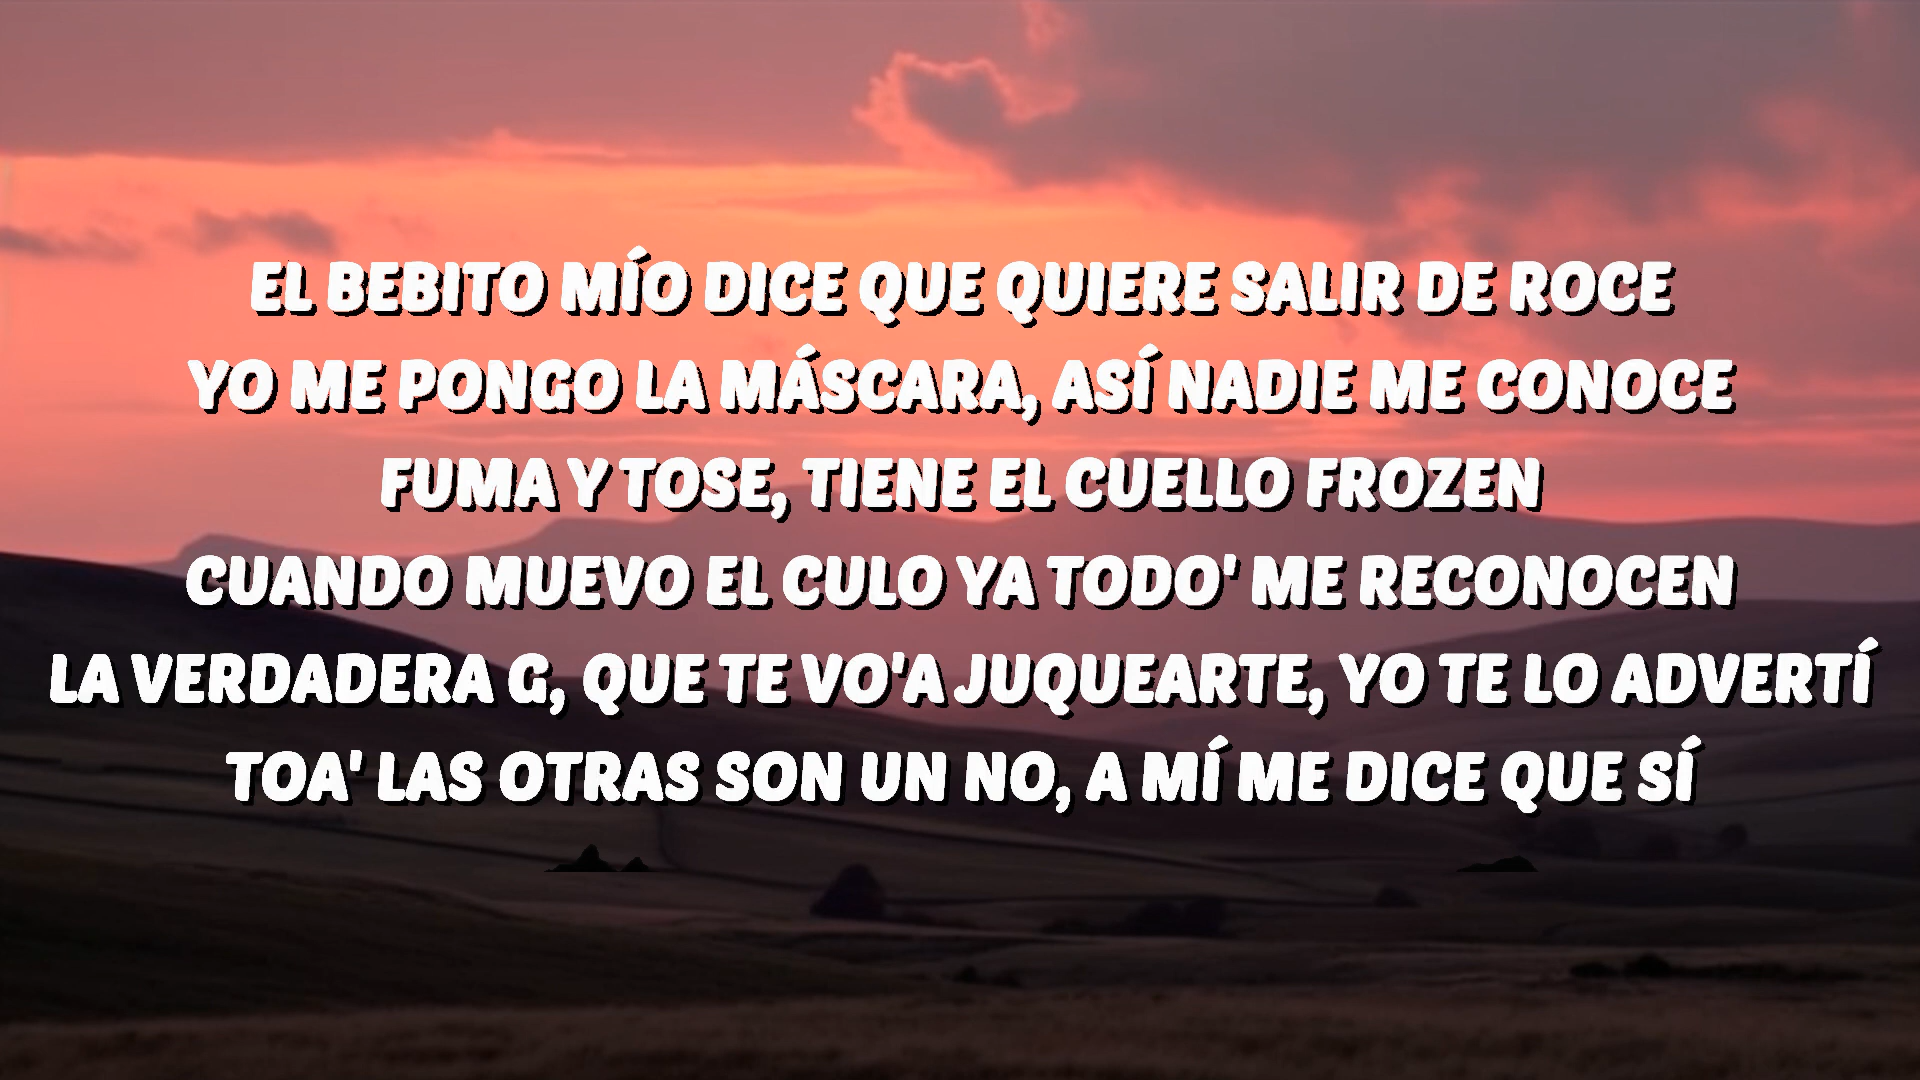 EL BEBITO MÍO DICE QUE QUIERE SALIR DE ROCE
YO ME PONGO LA MÁSCARA, ASÍ NADIE ME CONOCE
FUMA Y TOSE, TIENE EL CUELLO FROZEN
CUANDO MUEVO EL CULO YA TODO' ME RECONOCEN
LA VERDADERA G, QUE TE VO'A JUQUEARTE, YO TE LO ADVERTÍ
TOA' LAS OTRAS SON UN NO, A MÍ ME DICE QUE SÍ